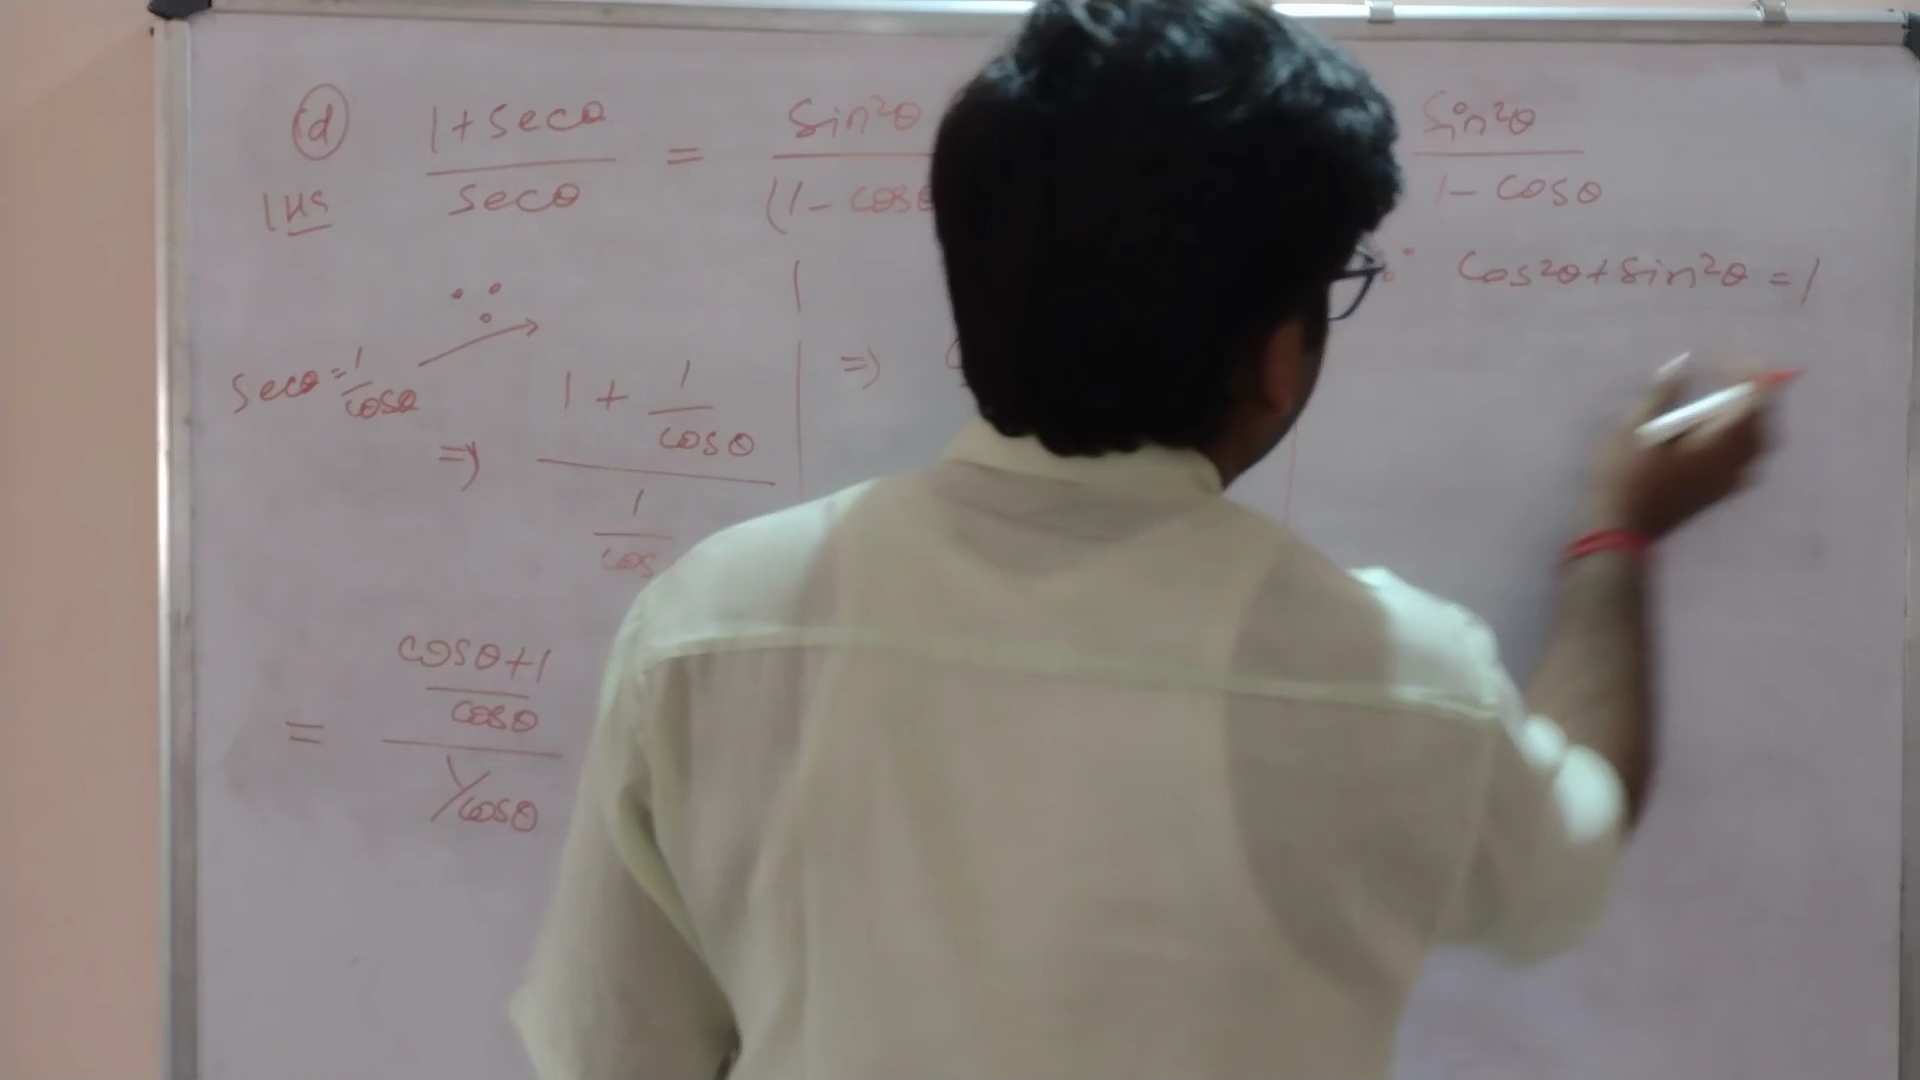 (d) 1+secθ / secθ = sin²θ / (1-cosθ
LHS
∵ secθ = 1/cosθ
⇒ (1 + 1/cosθ) / (1/cos
= (cosθ+1 / cosθ) / (1/cosθ)
⇒
sin²θ / 1-cosθ
∵ cos²θ+sin²θ=1